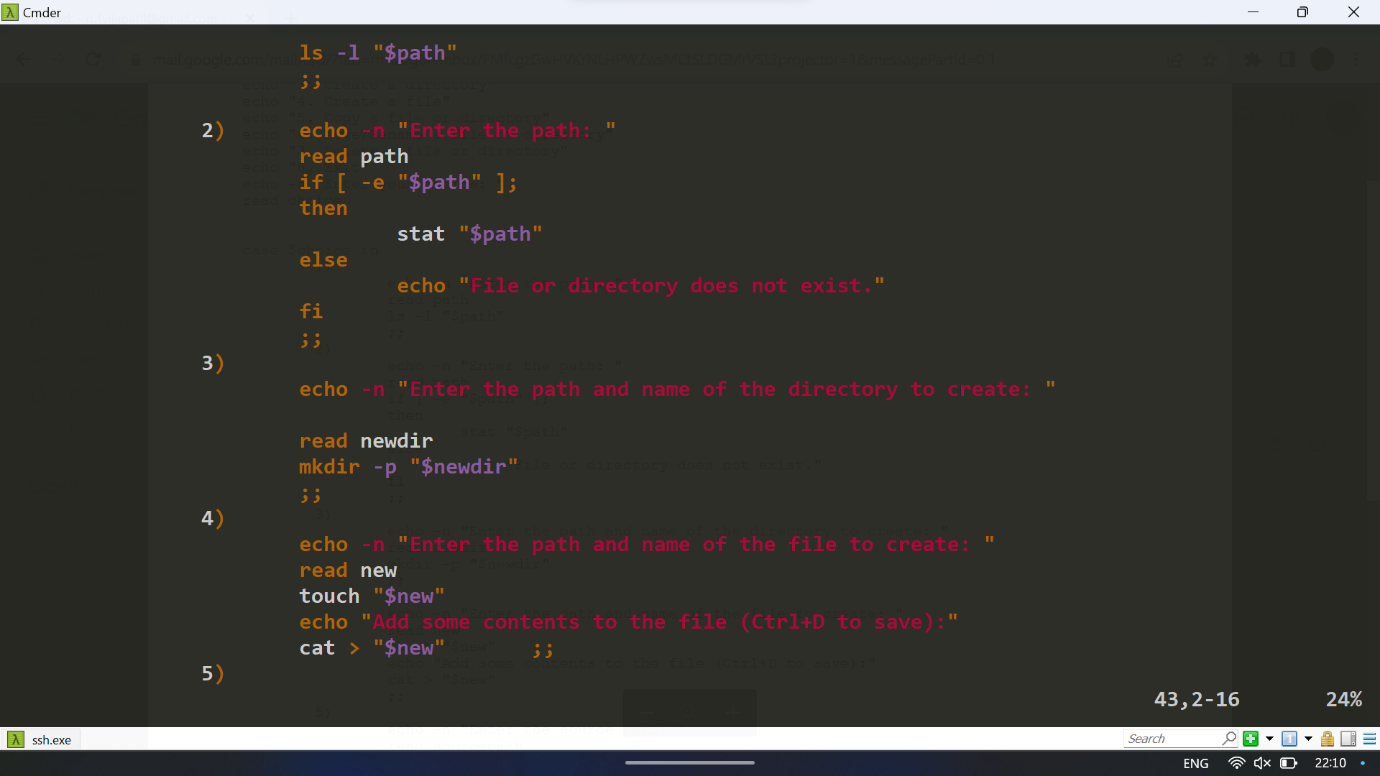 Cmder
ls -l "$path"
;;
2) echo -n "Enter the path: "
read path
if [ -e "$path" ];
then
stat "$path"
else
echo "File or directory does not exist."
fi
;;
3)
echo -n "Enter the path and name of the directory to create: "
read newdir
mkdir -p "$newdir"
;;
4)
echo -n "Enter the path and name of the file to create: "
read new
touch "$new"
echo "Add some contents to the file (Ctrl+D to save):"
cat > "$new" ;;
5)
43,2-16 24%
ssh.exe
Search
ENG 22:10